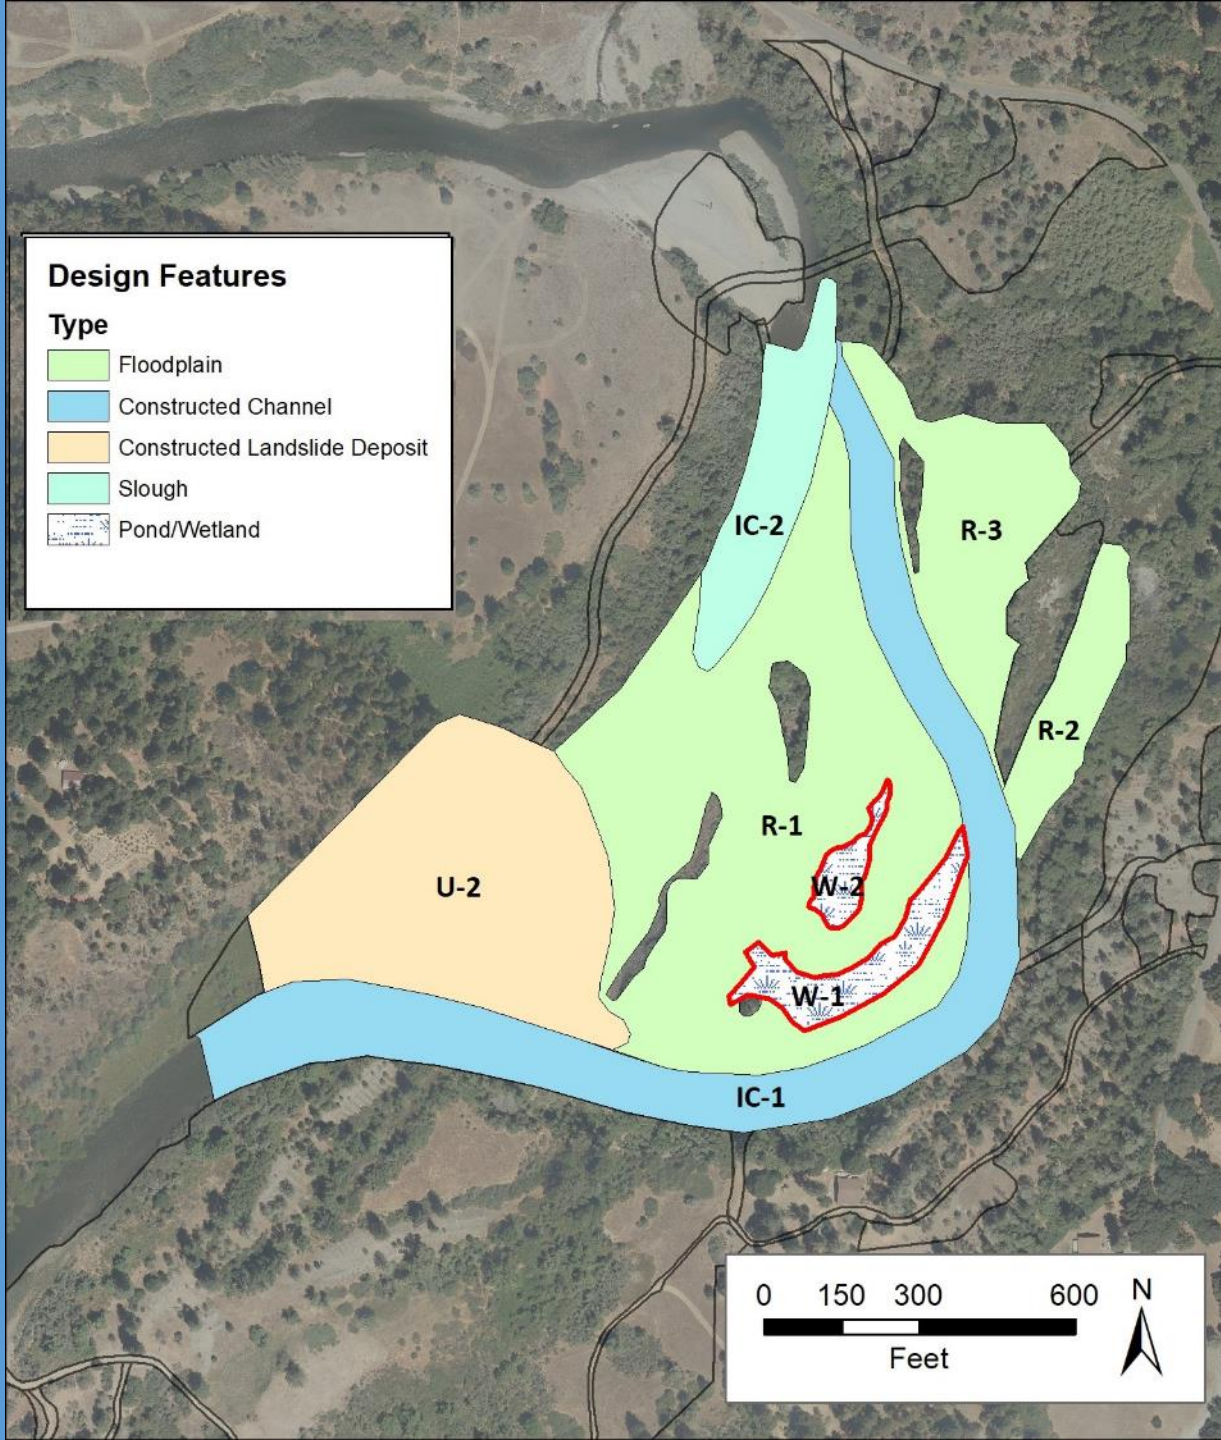 Design Features
Type
Floodplain
Constructed Channel
Constructed Landslide Deposit
Slough
Pond/Wetland
IC-2
R-3
R-2
R-1
W-2
U-2
W-1
IC-1
0 150 300 600
Feet
N